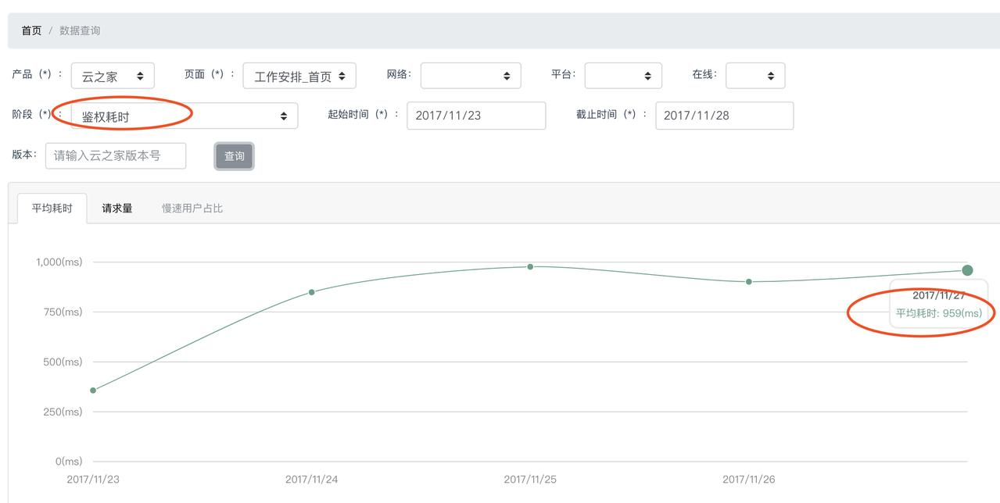 首页 / 数据查询
产品 (*) : 云之家 页面 (*) : 工作安排_首页 网络: 平台: 在线:
阶段 (*) : 鉴权耗时 起始时间 (*) : 2017/11/23 截止时间 (*) : 2017/11/28
版本: 请输入云之家版本号 查询
平均耗时 请求量 慢速用户占比
1,000(ms)
2017/11/27
750(ms)
平均耗时: 959(ms)
500(ms)
250(ms)
0(ms)
2017/11/23 2017/11/24 2017/11/25 2017/11/26